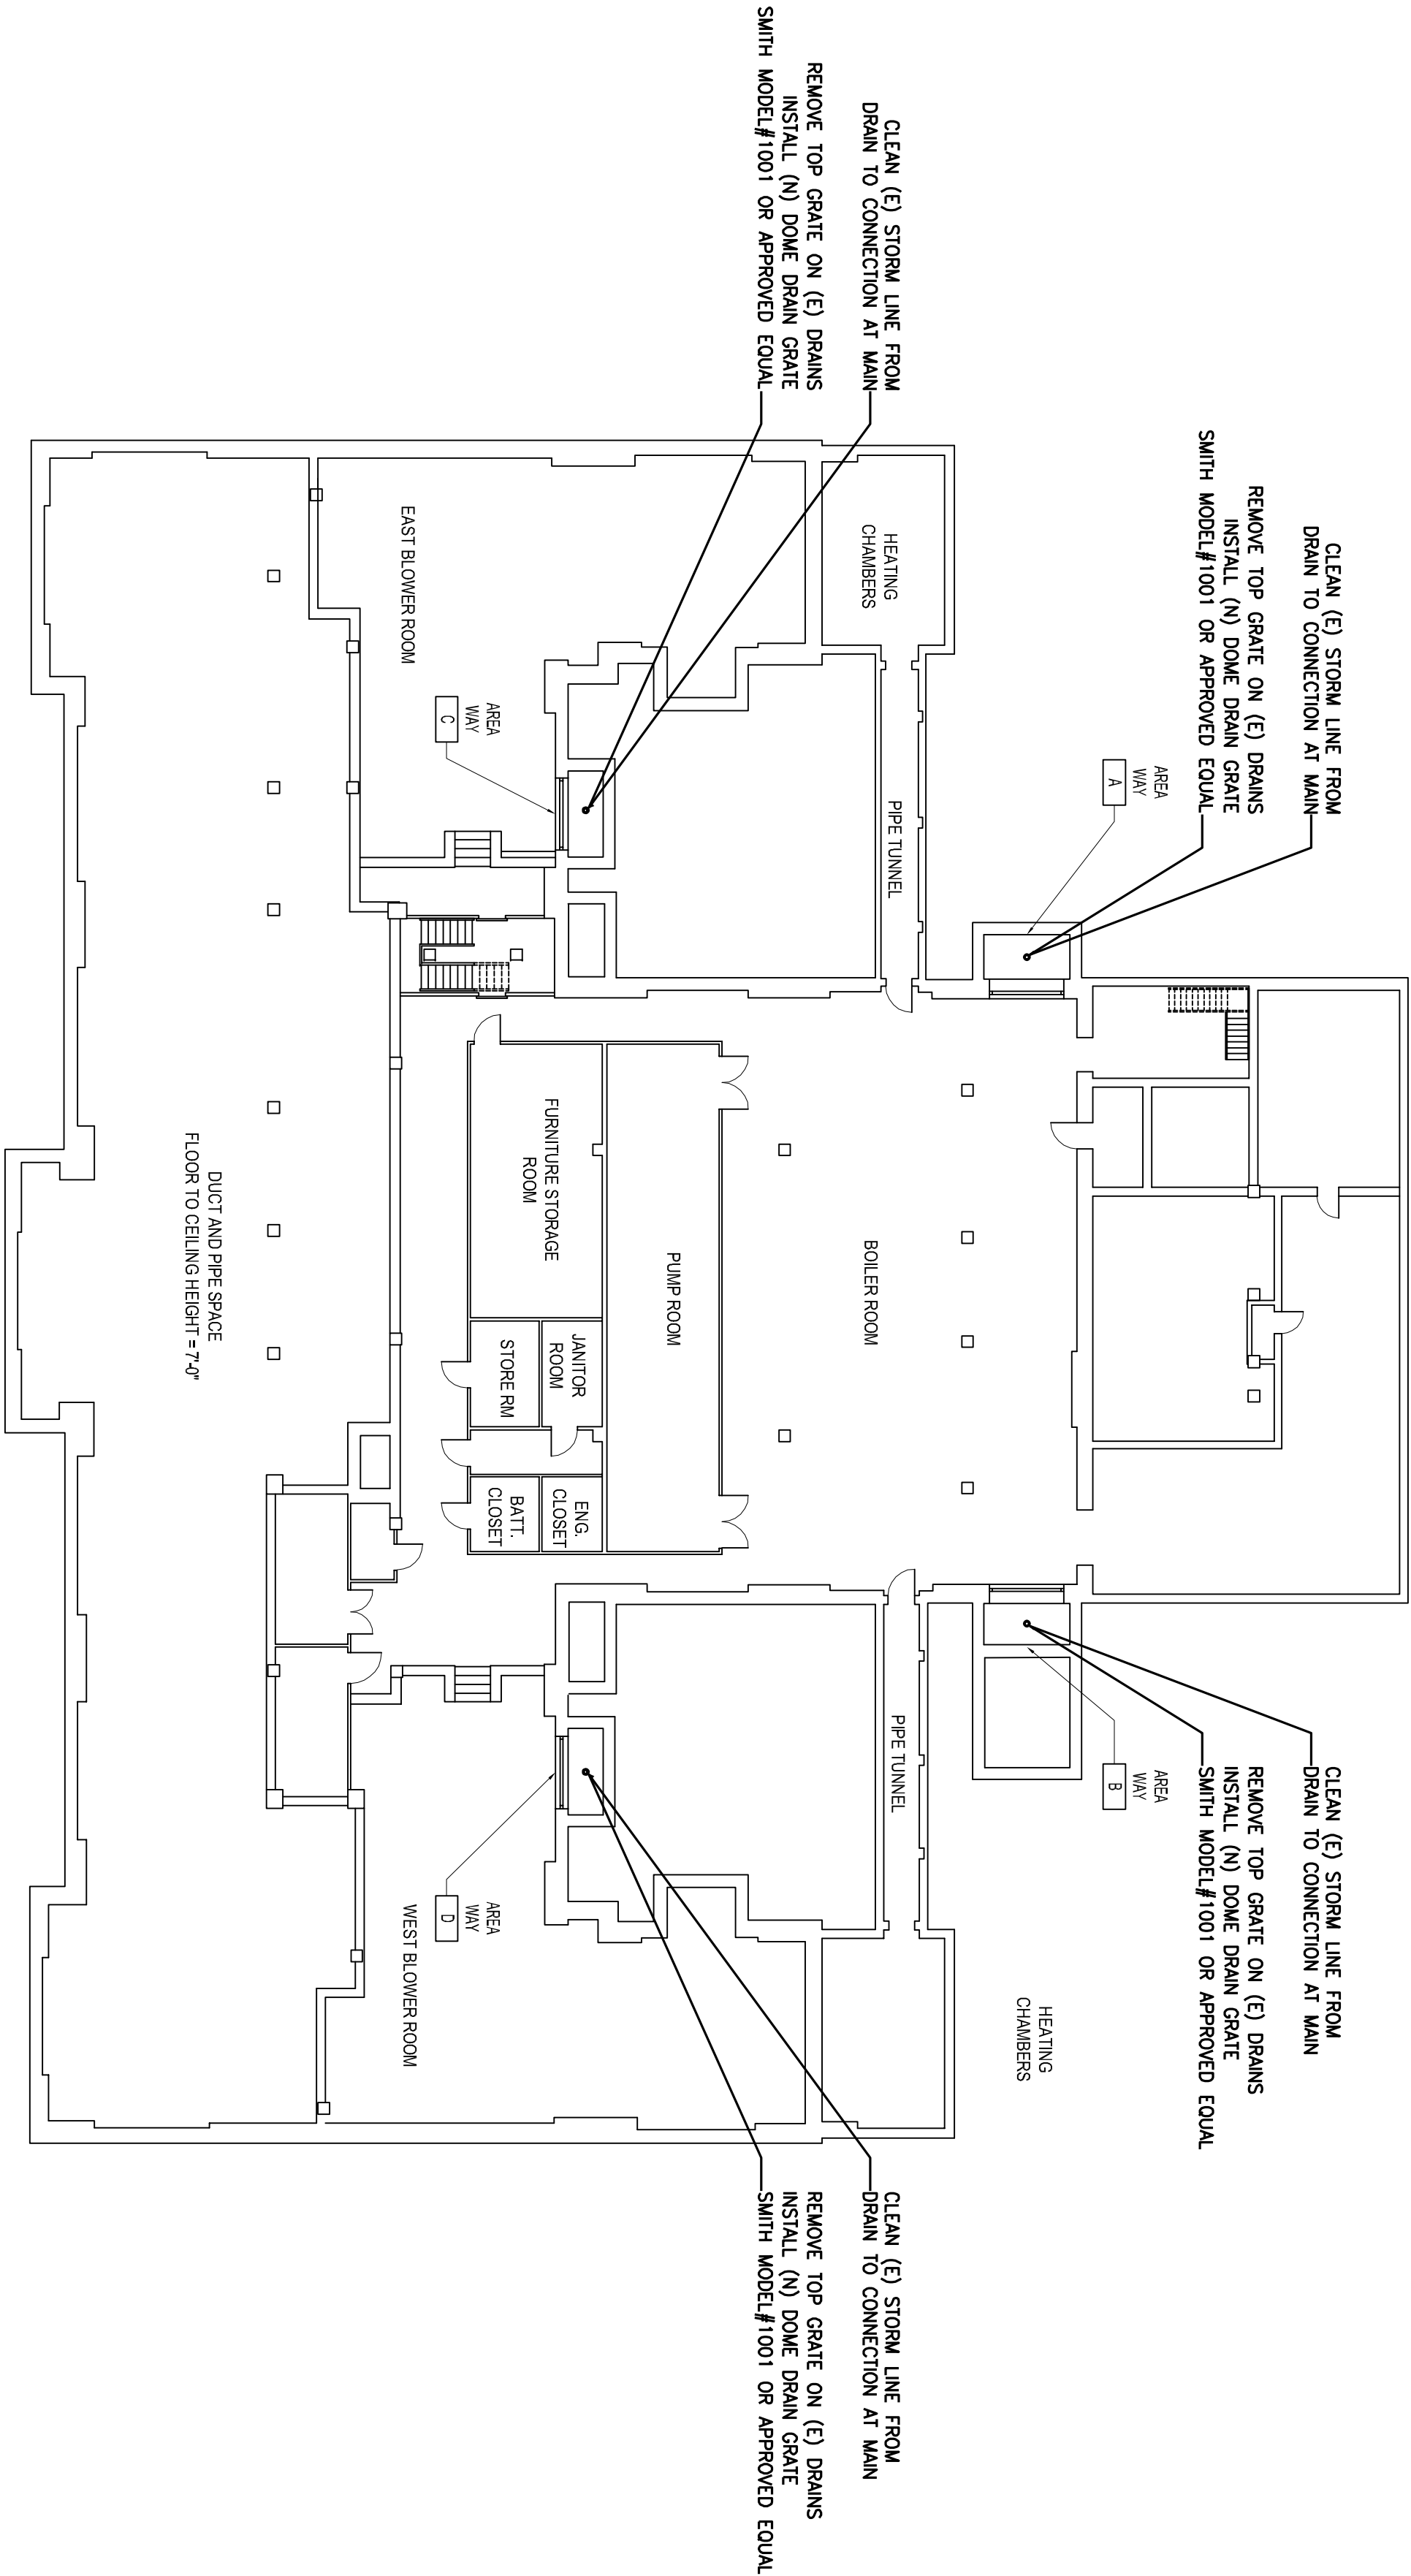 CLEAN (E) STORM LINE FROM
DRAIN TO CONNECTION AT MAIN
REMOVE TOP GRATE ON (E) DRAINS
INSTALL (N) DOME DRAIN GRATE
SMITH MODEL#1001 OR APPROVED EQUAL
AREA
WAY
A
CLEAN (E) STORM LINE FROM
DRAIN TO CONNECTION AT MAIN
REMOVE TOP GRATE ON (E) DRAINS
INSTALL (N) DOME DRAIN GRATE
SMITH MODEL#1001 OR APPROVED EQUAL
AREA
WAY
B
HEATING
CHAMBERS
CLEAN (E) STORM LINE FROM
DRAIN TO CONNECTION AT MAIN
REMOVE TOP GRATE ON (E) DRAINS
INSTALL (N) DOME DRAIN GRATE
SMITH MODEL#1001 OR APPROVED EQUAL
HEATING
CHAMBERS
PIPE TUNNEL
BOILER ROOM
PIPE TUNNEL
CLEAN (E) STORM LINE FROM
DRAIN TO CONNECTION AT MAIN
REMOVE TOP GRATE ON (E) DRAINS
INSTALL (N) DOME DRAIN GRATE
SMITH MODEL#1001 OR APPROVED EQUAL
PUMP ROOM
FURNITURE STORAGE
ROOM
JANITOR
ROOM
STORE RM
ENG.
CLOSET
BATT.
CLOSET
AREA
WAY
C
EAST BLOWER ROOM
AREA
WAY
D
WEST BLOWER ROOM
DUCT AND PIPE SPACE
FLOOR TO CEILING HEIGHT = 7'-0"